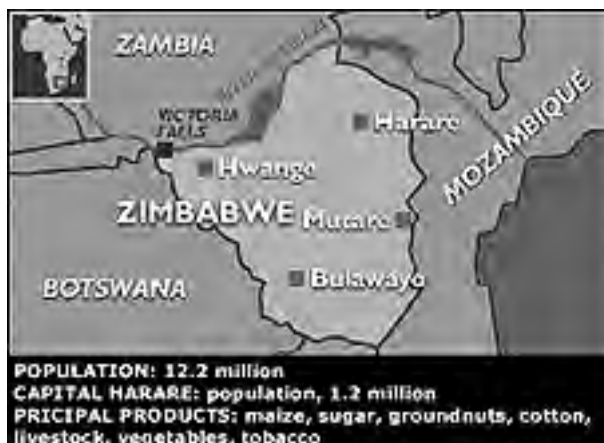 ZAMBIA
VICTORIA
FALLS
Harare
Hwange
MOZAMBIQUE
ZIMBABWE
Mutare
BOTSWANA
Bulawayo
POPULATION: 12.2 million
CAPITAL HARARE: population, 1.2 million
PRICIPAL PRODUCTS: maize, sugar, groundnuts, cotton,
livestock, vegetables, tobacco